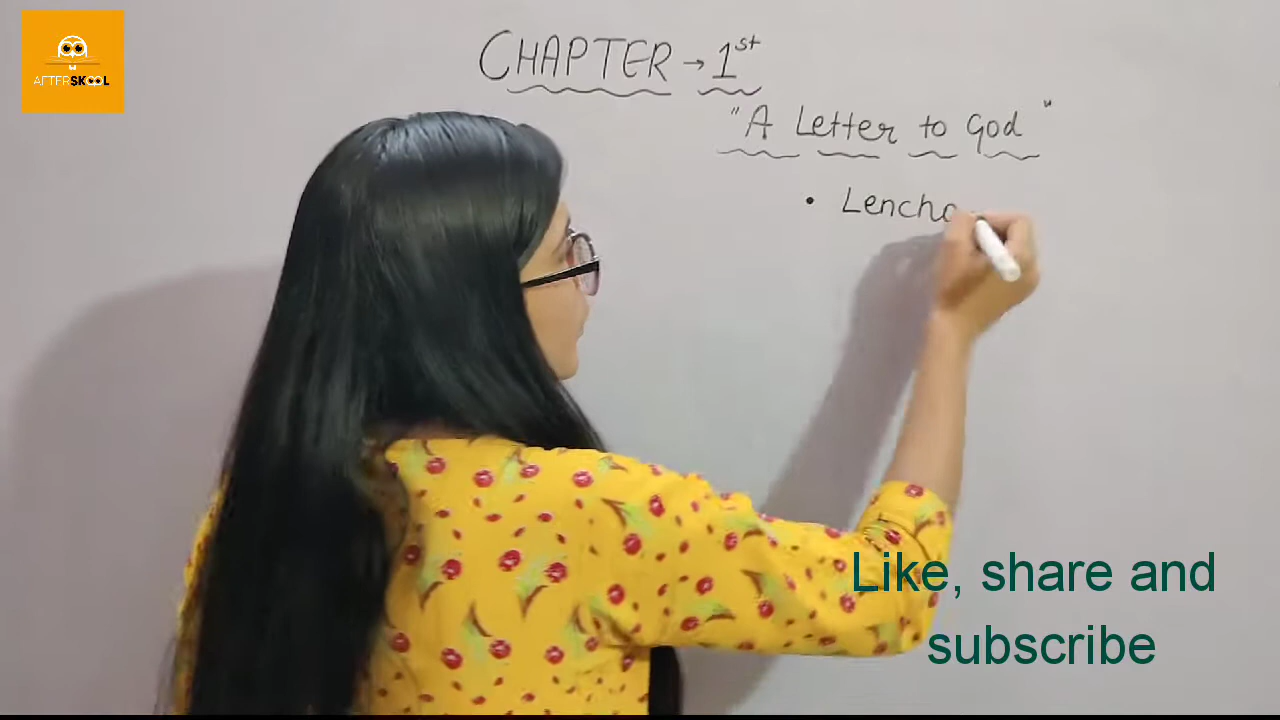 AFTERSKOOL
CHAPTER → 1st
"A Letter to God"
• Lencho
Like, share and
subscribe